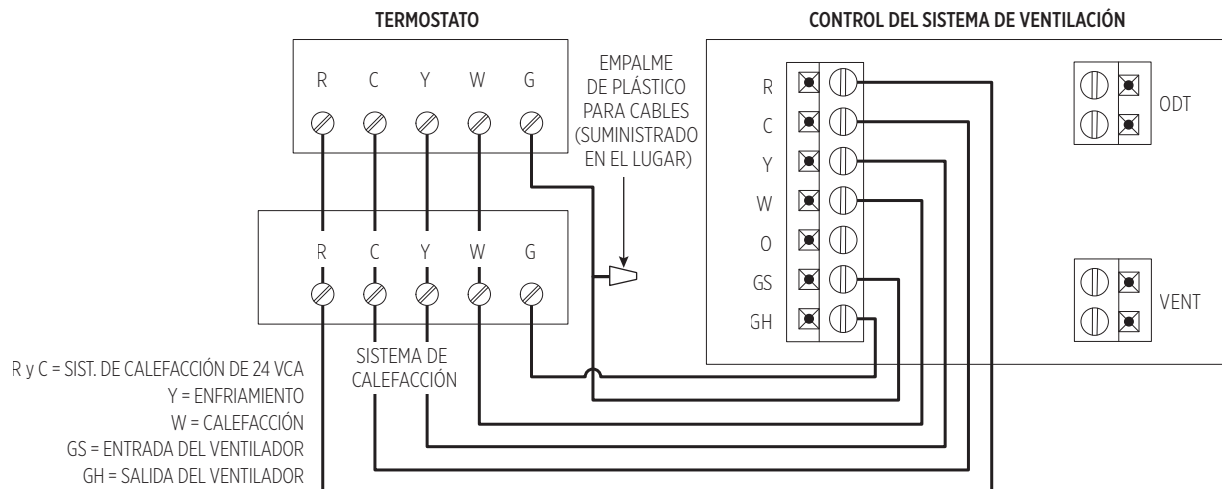 TERMOSTATO
R C Y W G
EMPALME
DE PLÁSTICO
PARA CABLES
(SUMINISTRADO
EN EL LUGAR)
R C Y W G
SISTEMA DE
CALEFACCIÓN
CONTROL DEL SISTEMA DE VENTILACIÓN
R
C
Y
W
O
GS
GH
ODT
VENT
R y C = SIST. DE CALEFACCIÓN DE 24 VCA
Y = ENFRIAMIENTO
W = CALEFACCIÓN
GS = ENTRADA DEL VENTILADOR
GH = SALIDA DEL VENTILADOR